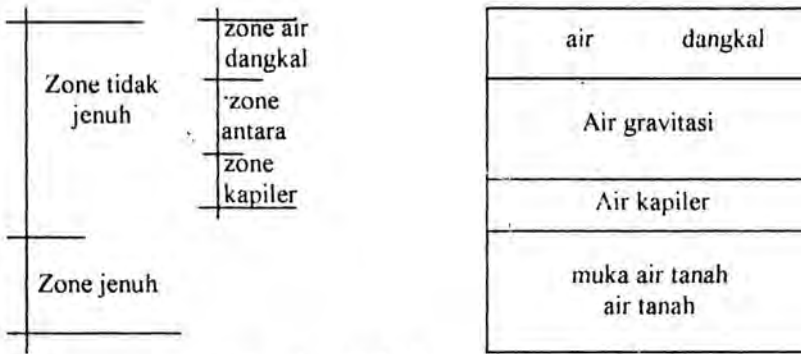 Zone tidak
jenuh
Zone jenuh
zone air
dangkal
zone
antara
zone
kapiler
air dangkal
Air gravitasi
Air kapiler
muka air tanah
air tanah